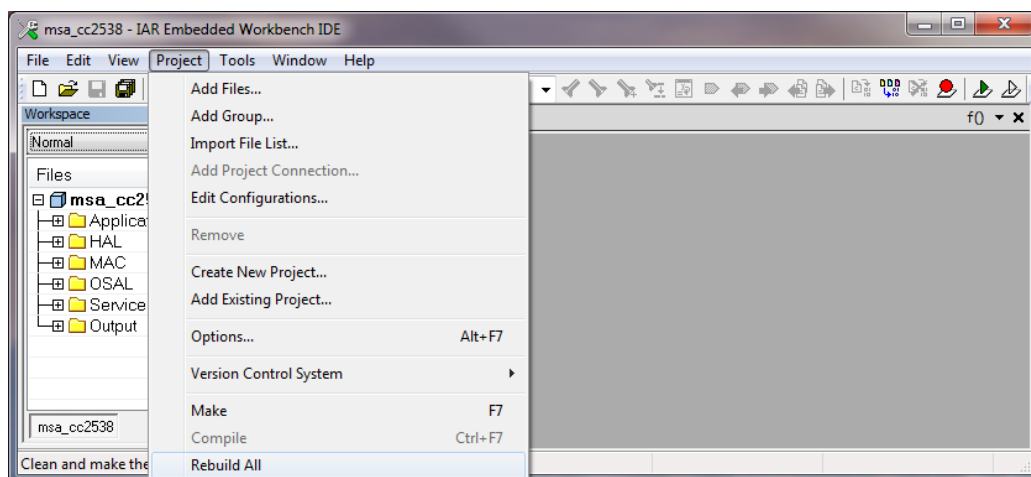 msa_cc2538 - IAR Embedded Workbench IDE
File Edit View Project Tools Window Help
Workspace
f()
Normal
Files
msa_cc2
Applica
HAL
MAC
OSAL
Service
Output
msa_cc2538
Clean and make the
Add Files...
Add Group...
Import File List...
Add Project Connection...
Edit Configurations...
Remove
Create New Project...
Add Existing Project...
Options... Alt+F7
Version Control System
Make F7
Compile Ctrl+F7
Rebuild All